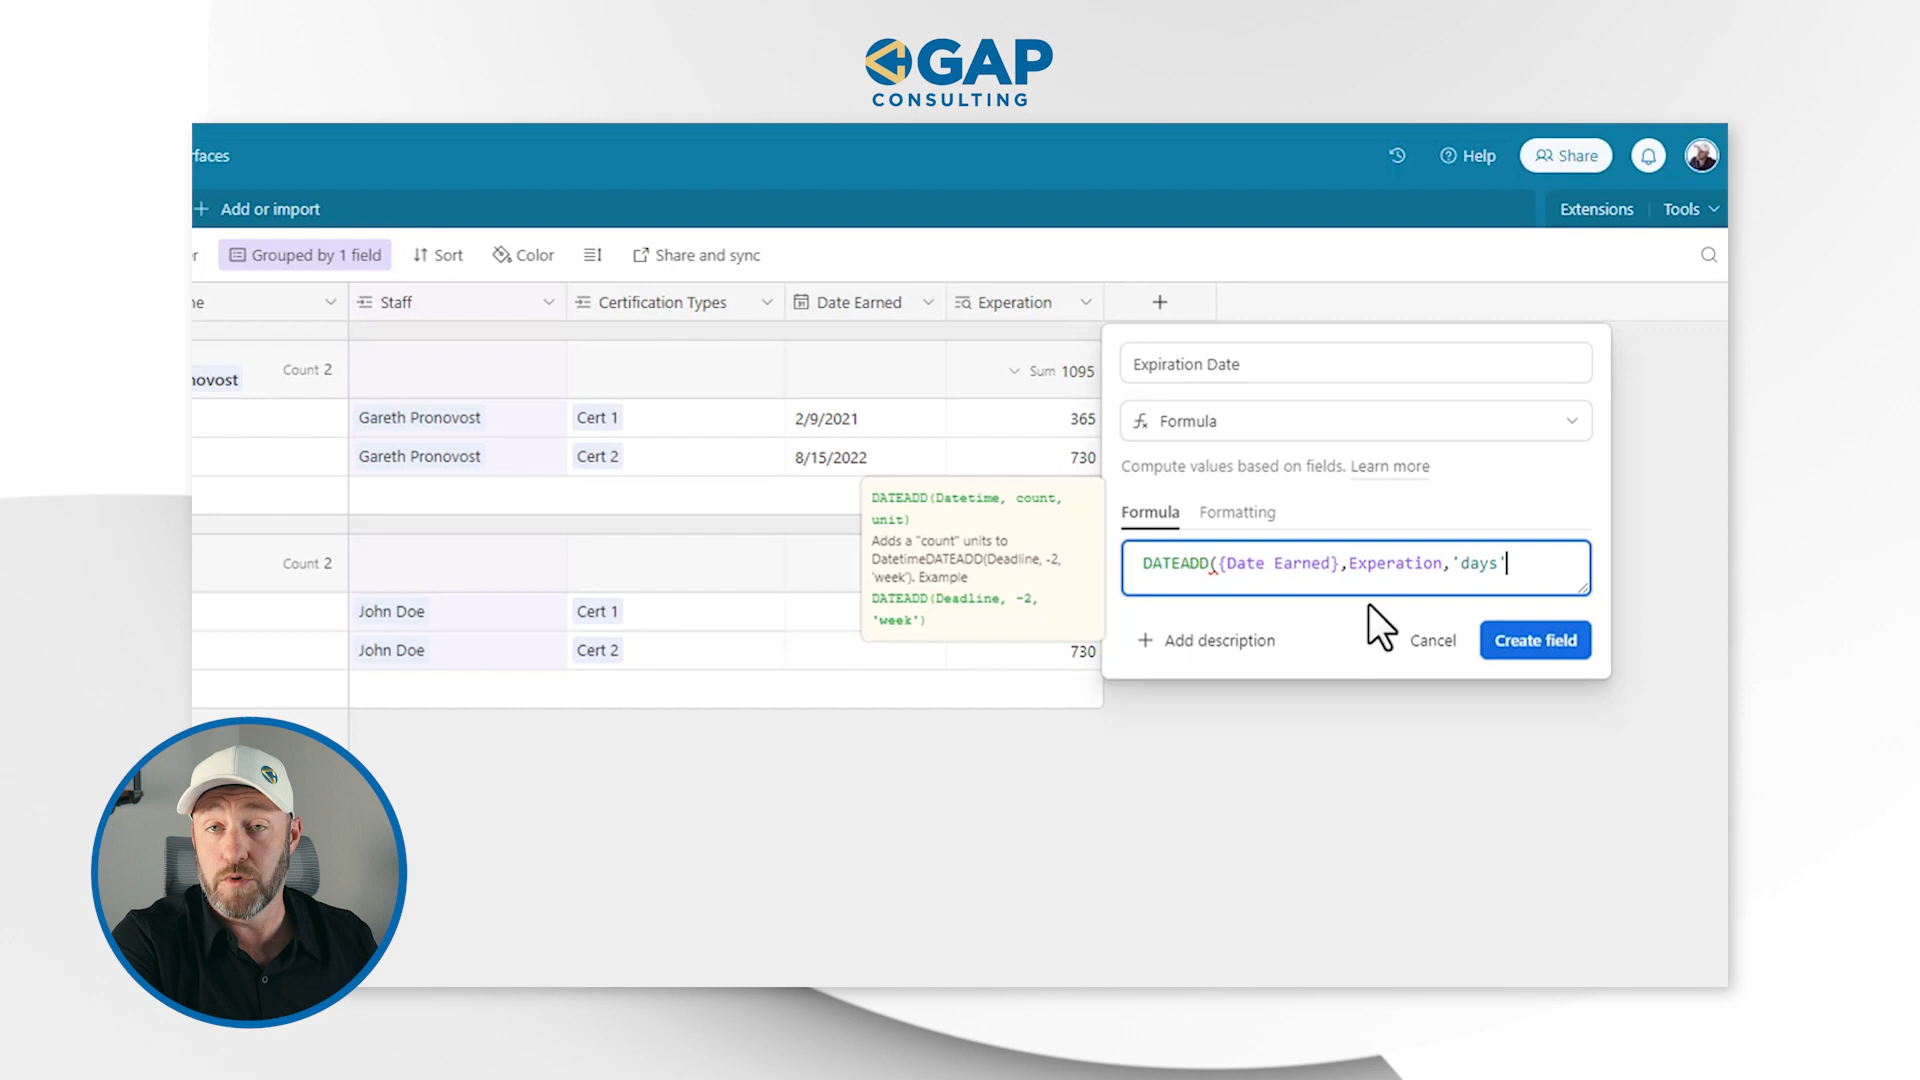 GAP
CONSULTING
rfaces
Help
Share
Add or import
Extensions
Tools
r
Grouped by 1 field
Sort
Color
Share and sync
ne
Staff
Certification Types
Date Earned
Experation
Expiration Date
ovost
Count 2
Sum 1095
Formula
Gareth Pronovost
Cert 1
2/9/2021
365
Gareth Pronovost
Cert 2
8/15/2022
730
Compute values based on fields. Learn more
Formula
Formatting
DATEADD(Datetime, count,
unit)
Adds a "count" units to
DatetimeDATEADD(Deadline, -2,
'week'). Example
DATEADD(Deadline, -2,
'week')
DATEADD({Date Earned},Experation,'days'
Count 2
John Doe
Cert 1
John Doe
Cert 2
730
Add description
Cancel
Create field